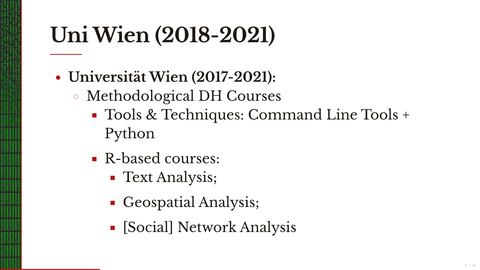 Uni Wien (2018-2021)
Universität Wien (2017-2021):
Methodological DH Courses
Tools & Techniques: Command Line Tools +
Python
R-based courses:
Text Analysis;
Geospatial Analysis;
[Social] Network Analysis